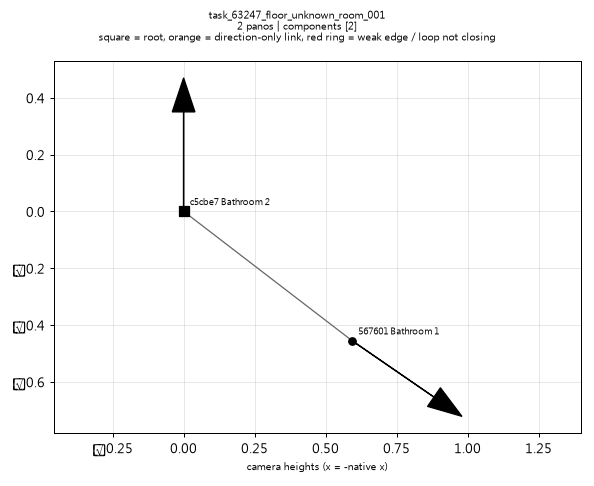 task_63247_floor_unknown_room_001
2 panos | components [2]
square = root, orange = direction-only link, red ring = weak edge / loop not closing
0.4
0.2
c5cbe7 Bathroom 2
0.0
0.2
567601 Bathroom 1
0.4
0.6
0.25 0.00 0.25 0.50 0.75 1.00 1.25
camera heights (x = -native x)